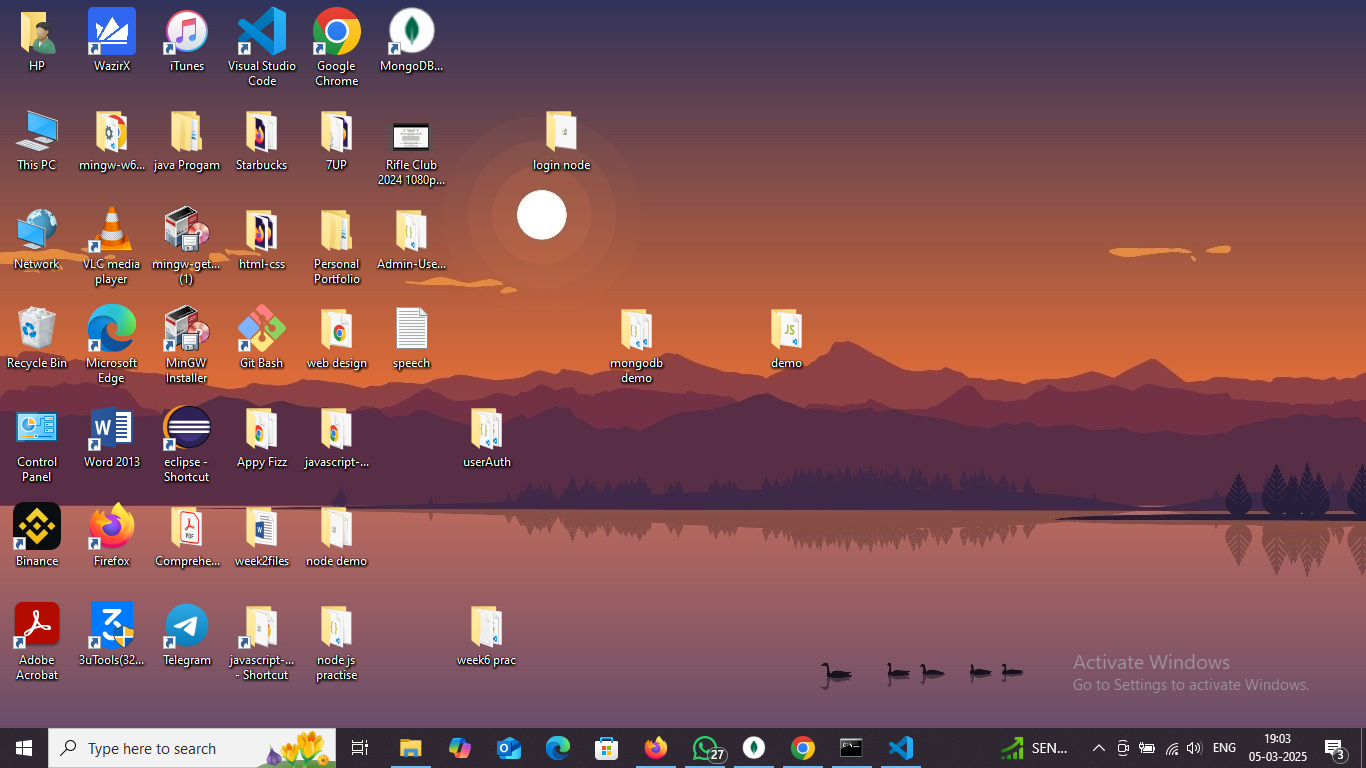 HP
WazirX
iTunes
Visual Studio
Code
Google
Chrome
MongoDB...
This PC
mingw-w6...
java Progam
Starbucks
7UP
Rifle Club
2024 1080p...
login node
Network
VLC media
player
mingw-get...
(1)
html-css
Personal
Portfolio
Admin-Use...
Recycle Bin
Microsoft
Edge
MinGW
Installer
Git Bash
web design
speech
mongodb
demo
JS
demo
Control
Panel
W
Word 2013
eclipse -
Shortcut
Appy Fizz
javascript-...
userAuth
Binance
Firefox
PDF
Comprehe...
week2files
node demo
Adobe
Acrobat
3uTools(32...
Telegram
javascript-...
- Shortcut
node js
practise
week6 prac
Activate Windows
Go to Settings to activate Windows.
Type here to search
27
SEN...
ENG
19:03
05-03-2025
3